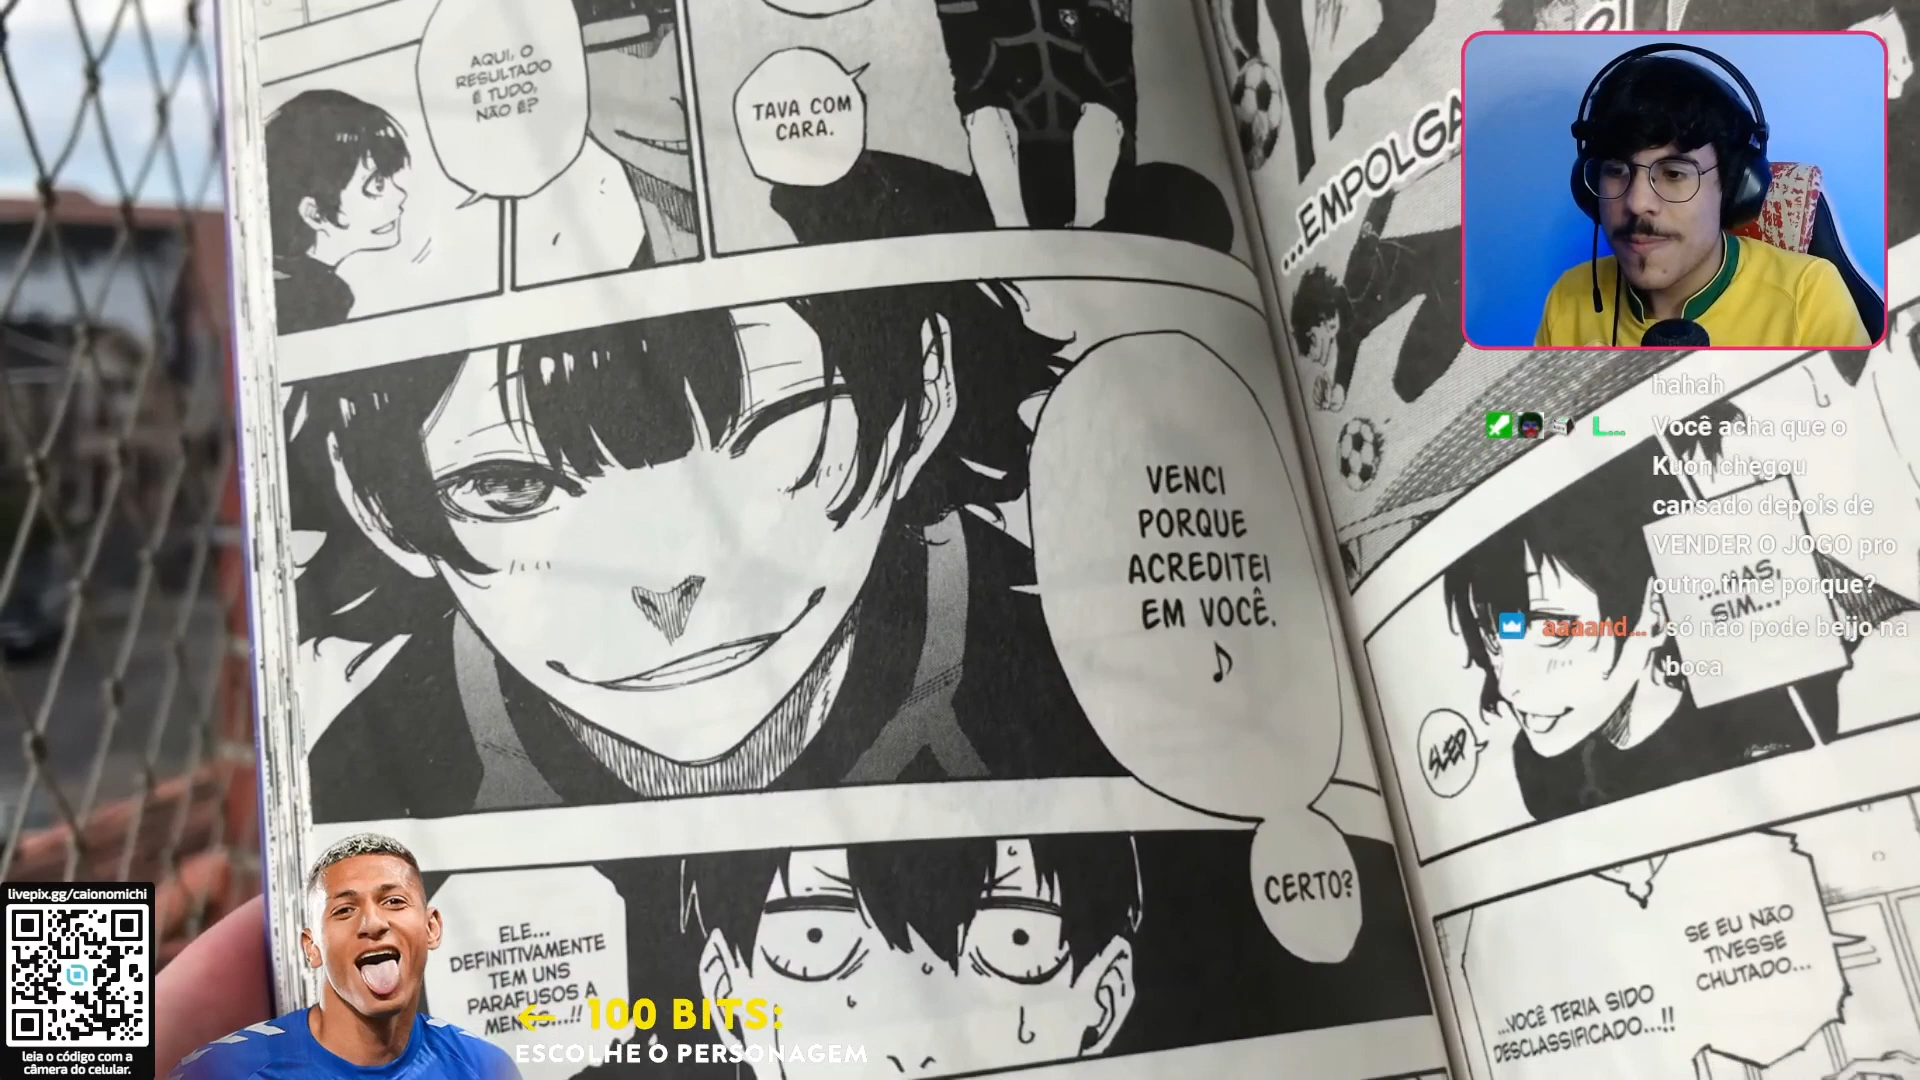 AQUI, O
RESULTADO
É TUDO,
NÃO É?
TAVA COM
CARA.
VENCI
PORQUE
ACREDITEI
EM VOCÊ.
♪
CERTO?
ELE...
DEFINITIVAMENTE
TEM UNS
PARAFUSOS A
MENOS...!!
...EMPOLGA
...MAS,
SIM...
SE EU NÃO
TIVESSE
CHUTADO...
...VOCÊ TERIA SIDO
DESCLASSIFICADO...!!
hahah
L... Você acha que o
Kuon chegou
cansado depois de
VENDER O JOGO pro
outro time porque?
aaaand... só não pode beijo na
boca
livepix.gg/caionomichi
leia o código com a
câmera do celular.
← 100 BITS:
ESCOLHE O PERSONAGEM